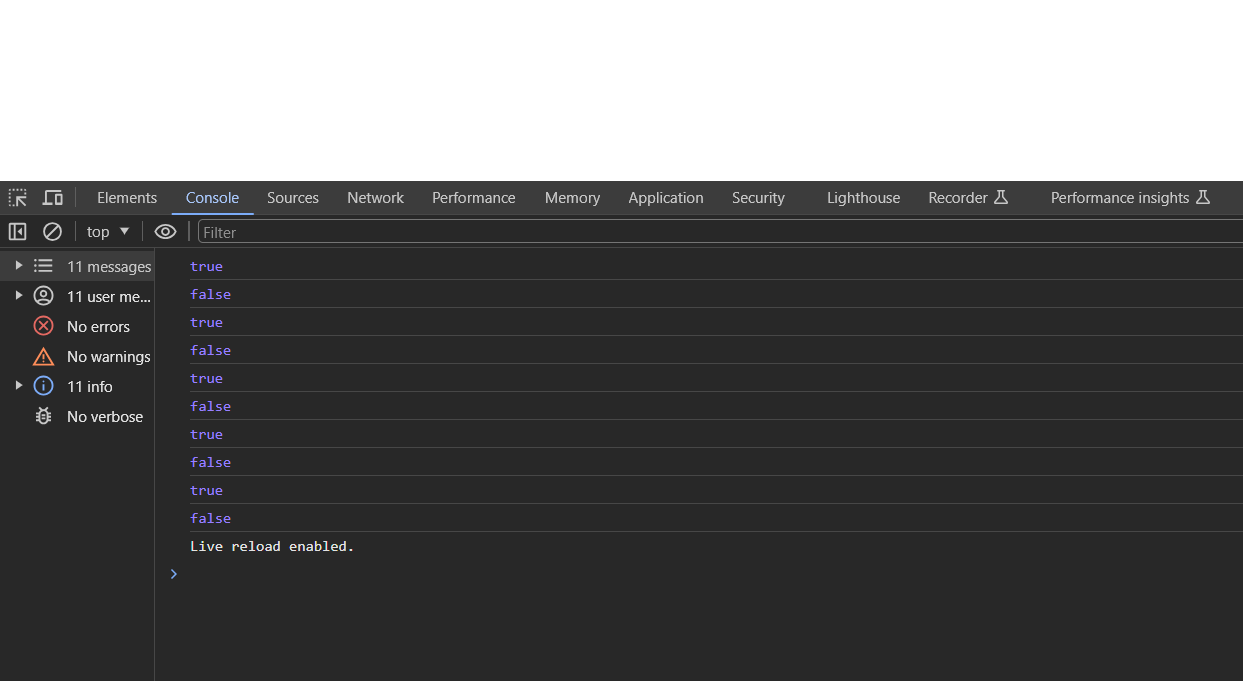 Elements Console Sources Network Performance Memory Application Security Lighthouse Recorder Performance insights
top Filter
11 messages
11 user me...
No errors
No warnings
11 info
No verbose
true
false
true
false
true
false
true
false
true
false
Live reload enabled.